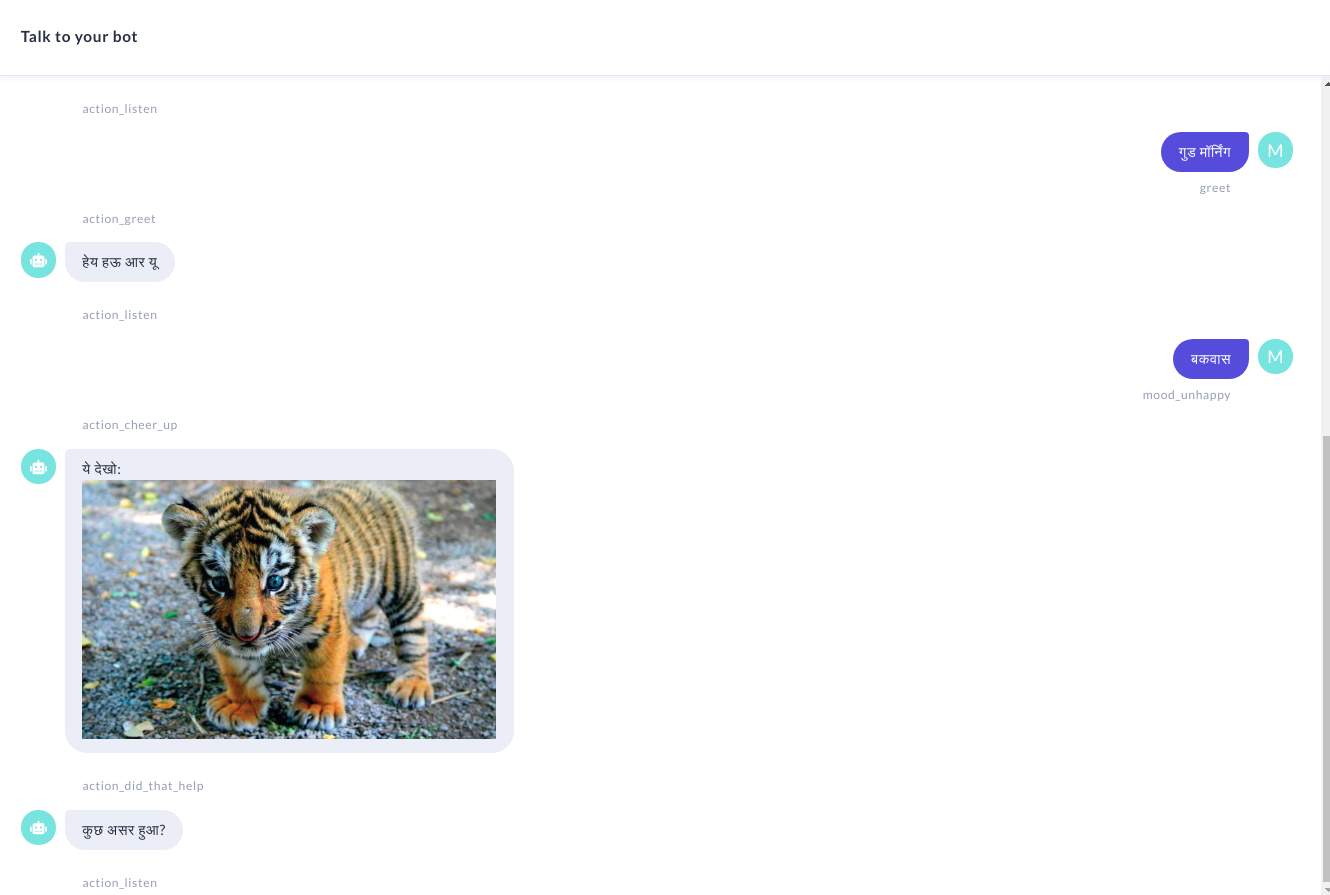 Talk to your bot
action_listen
गुड मॉर्निंग
M
greet
action_greet
हेय हऊ आर यू
action_listen
बकवास
M
mood_unhappy
action_cheer_up
ये देखो:
action_did_that_help
कुछ असर हुआ?
action_listen